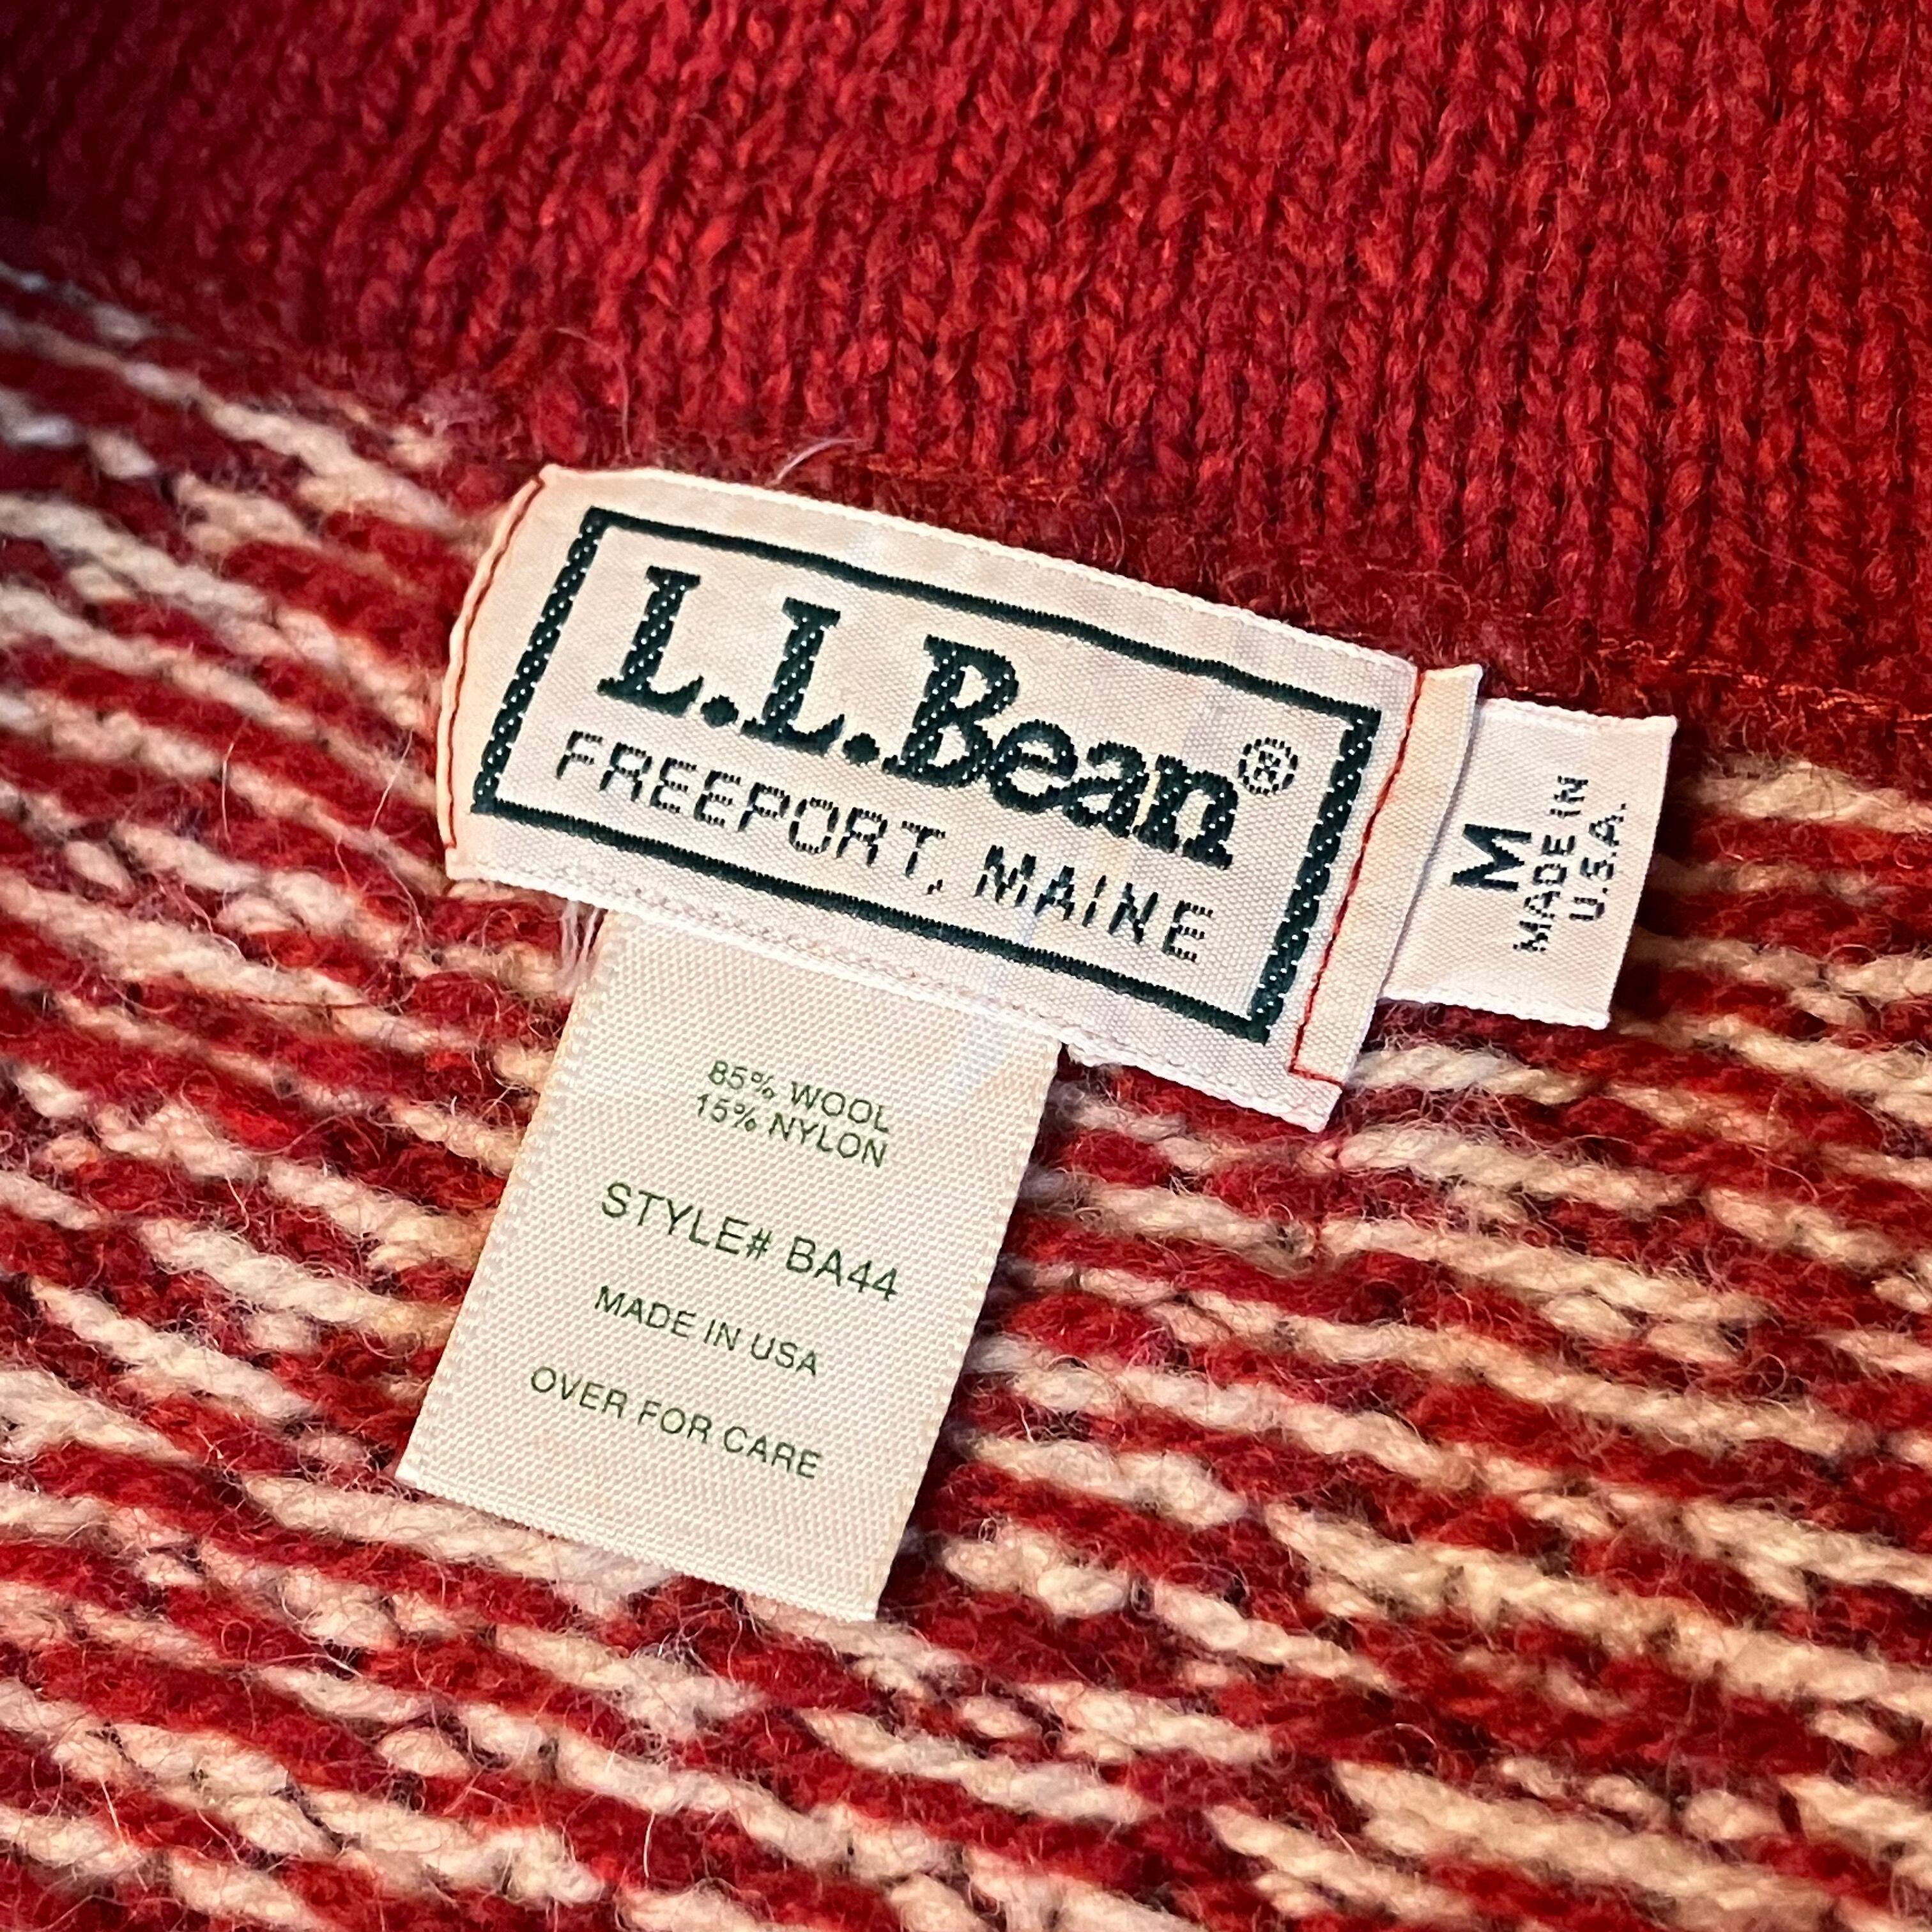 L.L.Bean®
FREEPORT, MAINE
M
MADE IN
U.S.A.
85% WOOL
15% NYLON
STYLE# BA44
MADE IN USA
OVER FOR CARE